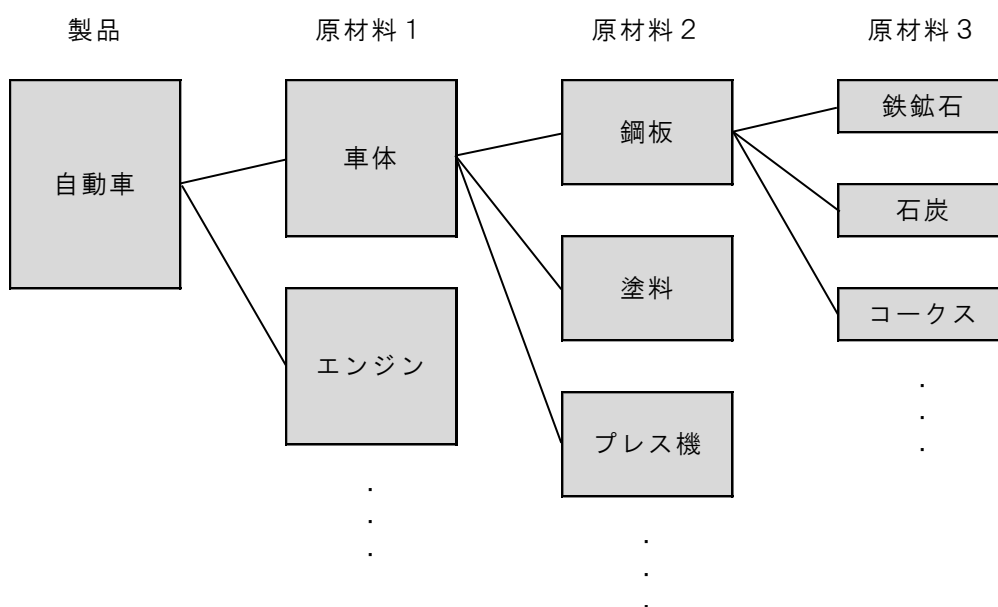 製品
原材料１
原材料２
原材料３
自動車
車体
エンジン
鋼板
塗料
プレス機
鉄鉱石
石炭
コークス